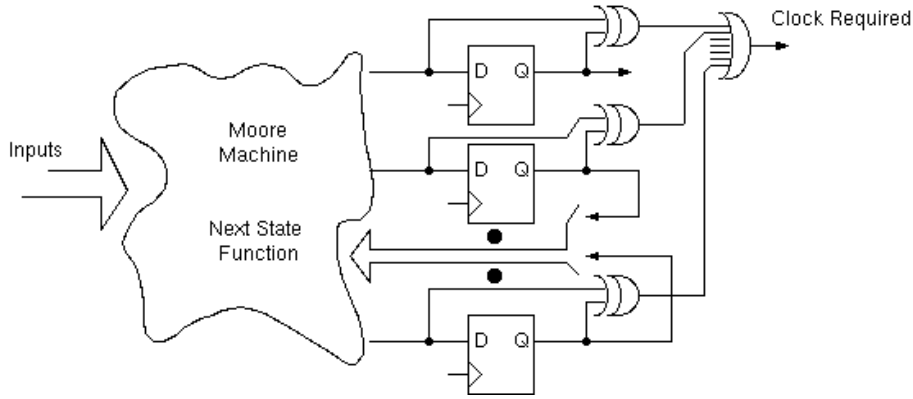 Clock Required
D Q
Inputs
Moore
Machine
D Q
Next State
Function
D Q